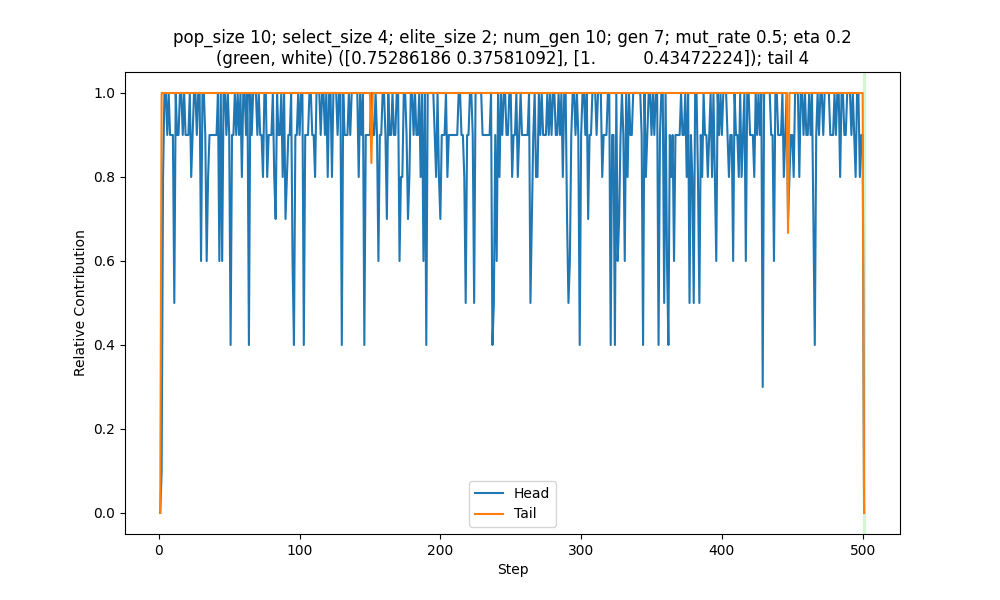 pop_size 10; select_size 4; elite_size 2; num_gen 10; gen 7; mut_rate 0.5; eta 0.2
(green, white) ([0.75286186 0.37581092], [1.         0.43472224]); tail 4
1.0
0.8
0.6
0.4
0.2
0.0
Relative Contribution
Head
Tail
0 100 200 300 400 500
Step